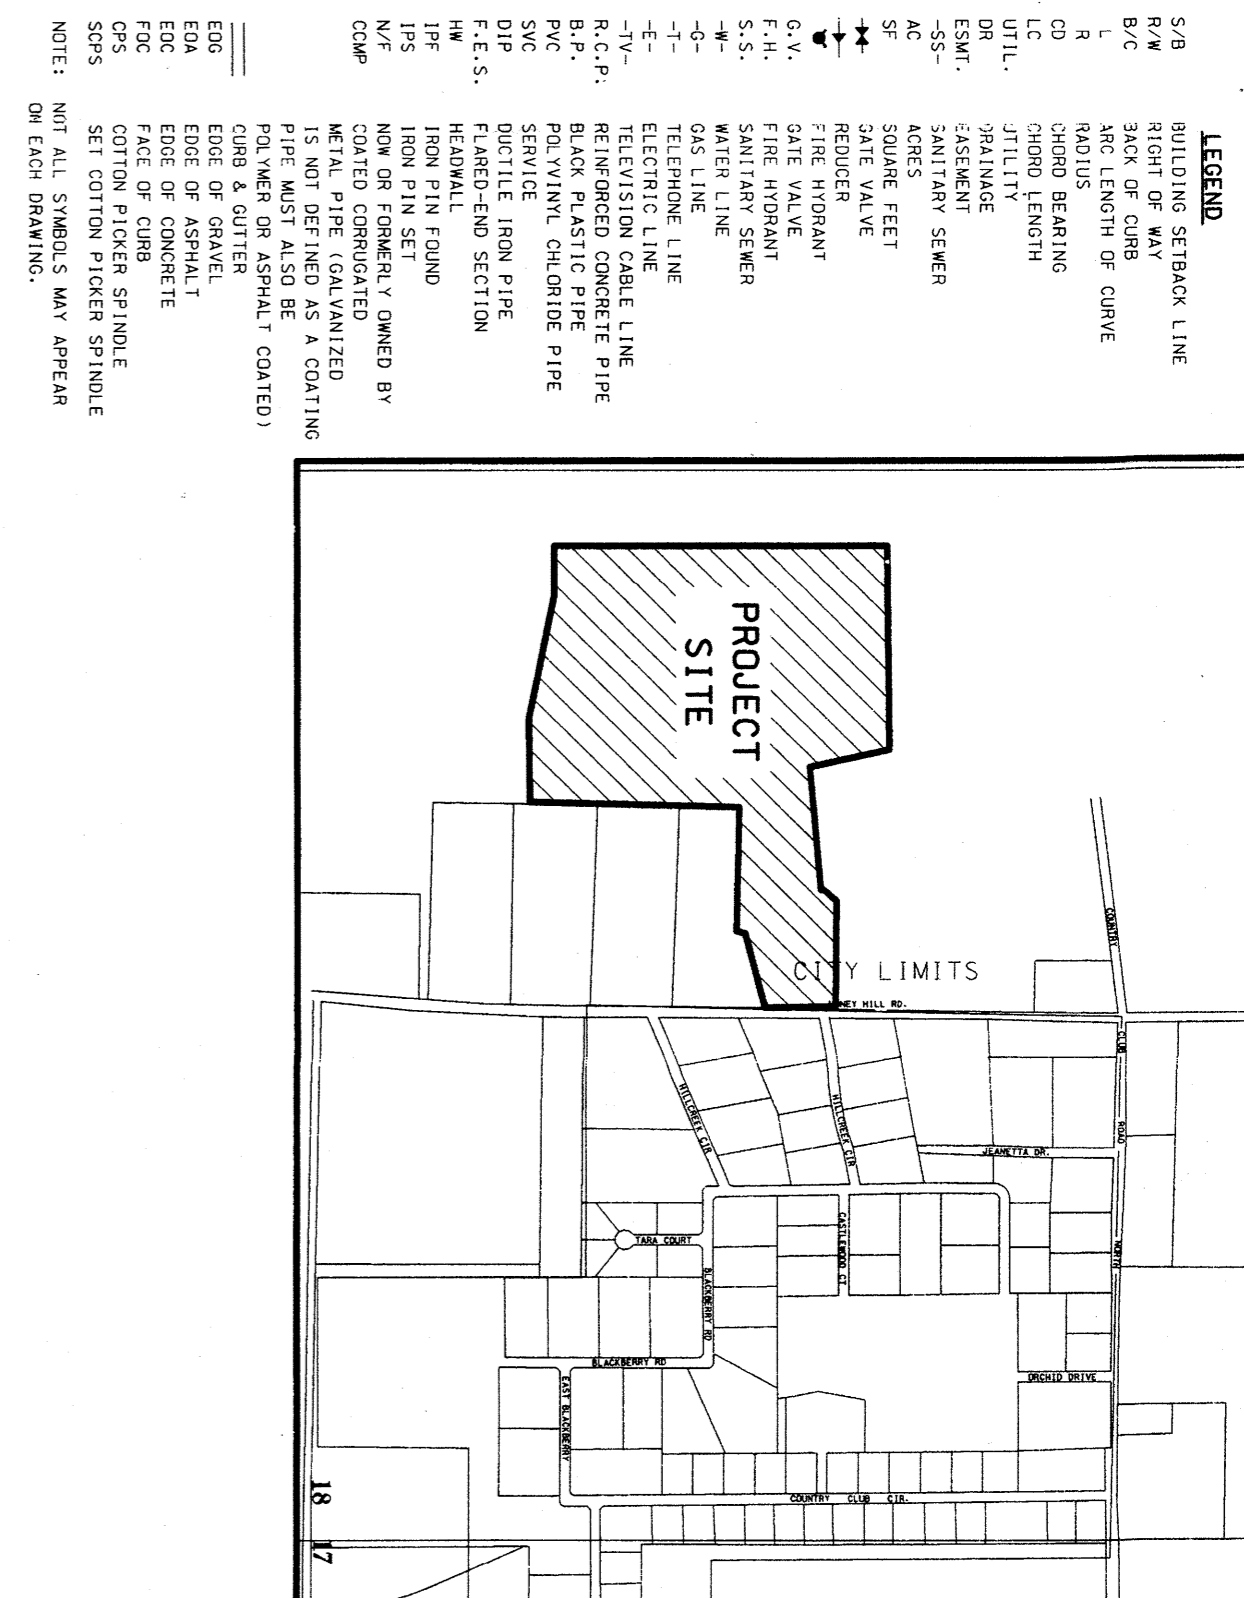 LEGEND
S/B BUILDING SETBACK LINE
R/W RIGHT OF WAY
B/C BACK OF CURB
L ARC LENGTH OF CURVE
R RADIUS
CD CHORD BEARING
LC CHORD LENGTH
UTIL. UTILITY
DR DRAINAGE
ESMT. EASEMENT
-SS- SANITARY SEWER
AC ACRES
SF SQUARE FEET
GATE VALVE
REDUCER
FIRE HYDRANT
G.V. GATE VALVE
F.H. FIRE HYDRANT
S.S. SANITARY SEWER
-W- WATER LINE
-G- GAS LINE
-T- TELEPHONE LINE
-E- ELECTRIC LINE
-TV- TELEVISION CABLE LINE
R.C.P. REINFORCED CONCRETE PIPE
B.P. BLACK PLASTIC PIPE
PVC POLYVINYL CHLORIDE PIPE
SVC SERVICE
DIP DUCTILE IRON PIPE
F.E.S. FLARED-END SECTION
HW HEADWALL
IPF IRON PIN FOUND
IPS IRON PIN SET
N/F NOW OR FORMERLY OWNED BY
CCMP COATED CORRUGATED
METAL PIPE (GALVANIZED
IS NOT DEFINED AS A COATING
PIPE MUST ALSO BE
POLYMER OR ASPHALT COATED)
CURB & GUTTER
EOG EDGE OF GRAVEL
EOA EDGE OF ASPHALT
EOC EDGE OF CONCRETE
FOC FACE OF CURB
CPS COTTON PICKER SPINDLE
SCPS SET COTTON PICKER SPINDLE
NOTE: NOT ALL SYMBOLS MAY APPEAR
ON EACH DRAWING.
PROJECT
SITE
CITY LIMITS
NEY HILL RD.
COUNTRY
CLUB
ROAD
NORTH
HILLCREEK CIR
HILLCREEK CIR
JEANETTA DR.
CASTLEWOOD CT
TARA COURT
BLACKBERRY RD
BLACKBERRY RD
EAST BLACKBERRY
ORCHID DRIVE
COUNTRY CLUB CIR.
18
17